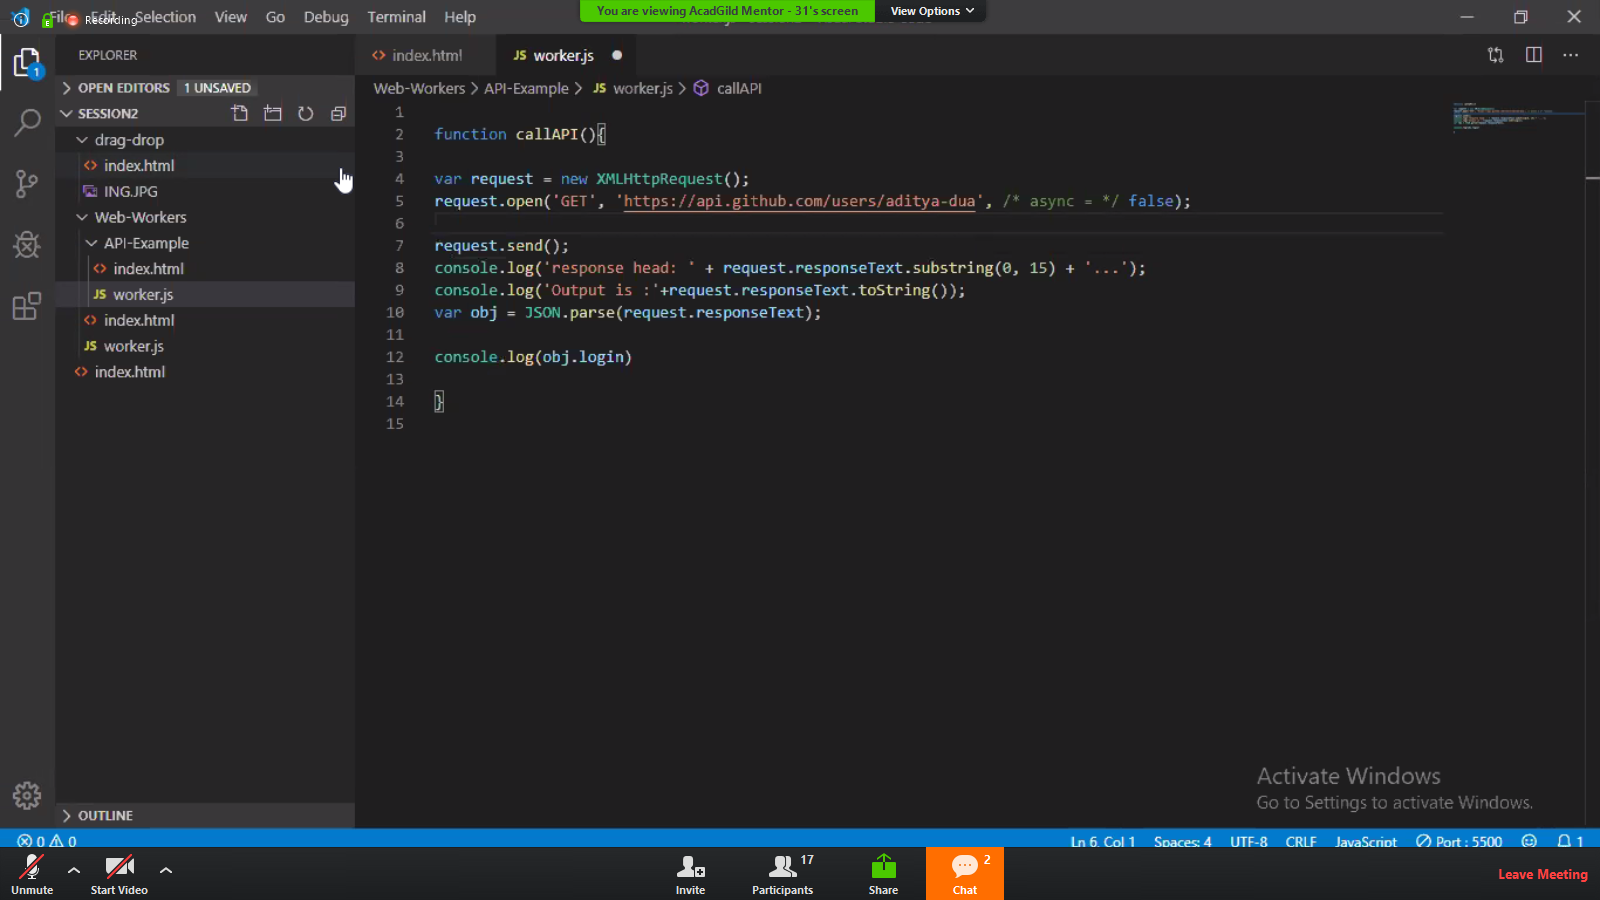 File Edit Selection View Go Debug Terminal Help
Recording
You are viewing AcadGild Mentor - 31's screen
View Options
EXPLORER
index.html
JS worker.js
OPEN EDITORS 1 UNSAVED
Web-Workers > API-Example > JS worker.js > callAPI
SESSION2
drag-drop
index.html
ING.JPG
Web-Workers
API-Example
index.html
JS worker.js
index.html
JS worker.js
index.html
OUTLINE
1
2 function callAPI(){
3
4 var request = new XMLHttpRequest();
5 request.open('GET', 'https://api.github.com/users/aditya-dua', /* async = */ false);
6
7 request.send();
8 console.log('response head: ' + request.responseText.substring(0, 15) + '...');
9 console.log('Output is :'+request.responseText.toString());
10 var obj = JSON.parse(request.responseText);
11
12 console.log(obj.login)
13
14 }
15
Activate Windows
Go to Settings to activate Windows.
0 0
Ln 6, Col 1 Spaces: 4 UTF-8 CRLF JavaScript Port : 5500 1
Unmute Start Video Invite Participants 17 Share Chat 2 Leave Meeting
1